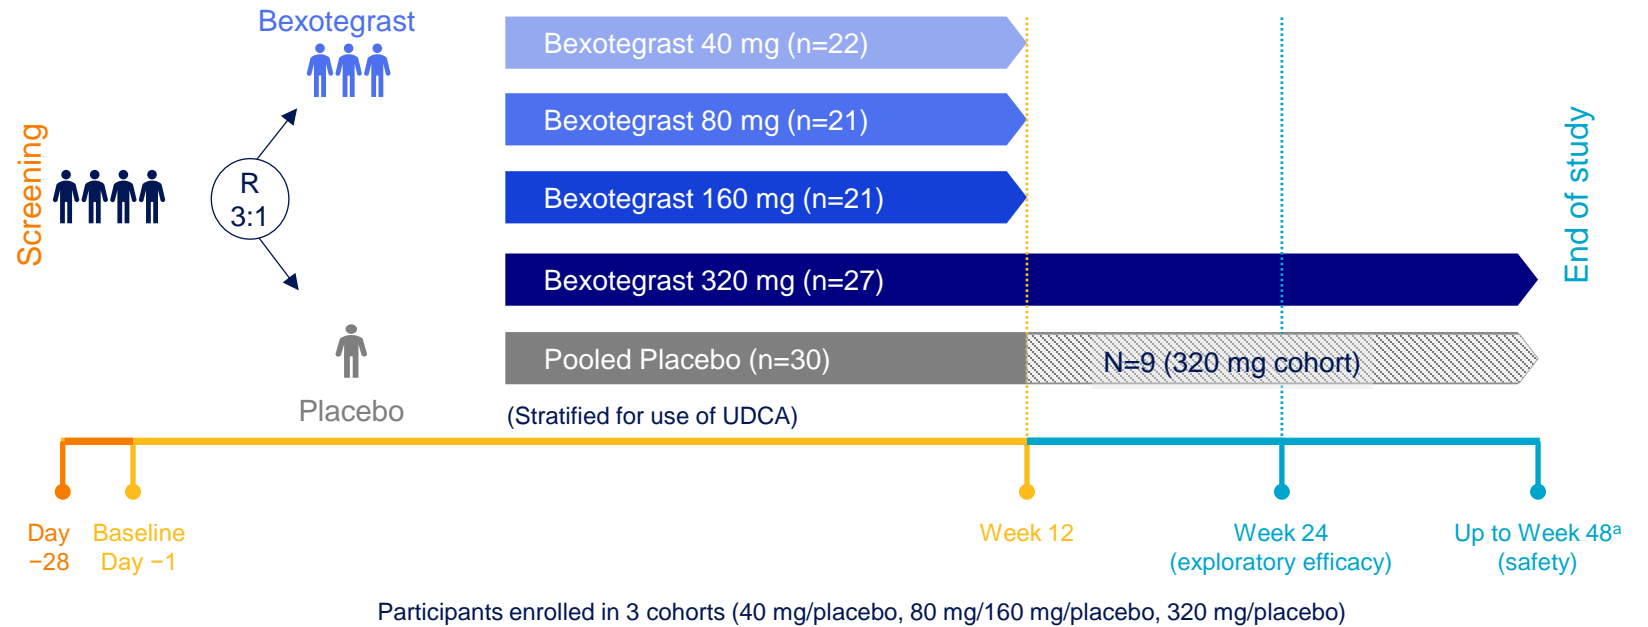 Bexotegrast
Screening
R
3:1
Placebo
Bexotegrast 40 mg (n=22)
Bexotegrast 80 mg (n=21)
Bexotegrast 160 mg (n=21)
Bexotegrast 320 mg (n=27)
Pooled Placebo (n=30)
N=9 (320 mg cohort)
(Stratified for use of UDCA)
End of study
Day
−28
Baseline
Day −1
Week 12
Week 24
(exploratory efficacy)
Up to Week 48ᵃ
(safety)
Participants enrolled in 3 cohorts (40 mg/placebo, 80 mg/160 mg/placebo, 320 mg/placebo)